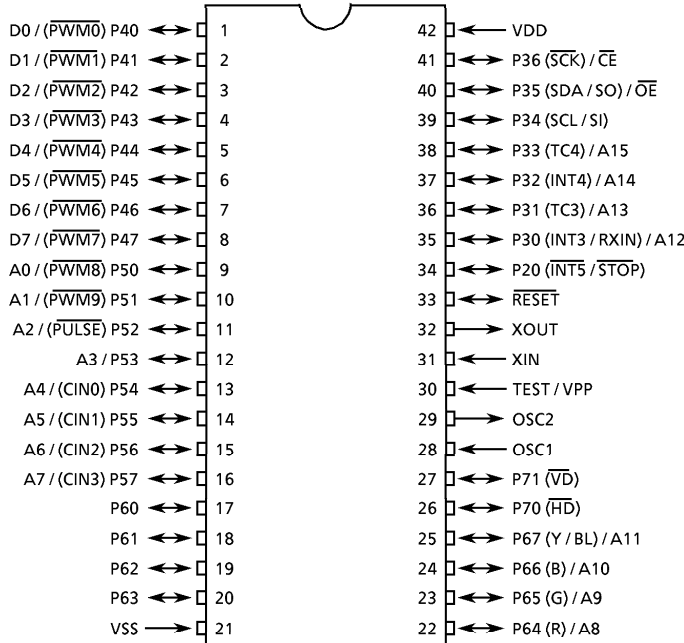 D0 / (PWM0) P40 1 42 VDD
D1 / (PWM1) P41 2 41 P36 (SCK) / CE
D2 / (PWM2) P42 3 40 P35 (SDA / SO) / OE
D3 / (PWM3) P43 4 39 P34 (SCL / SI)
D4 / (PWM4) P44 5 38 P33 (TC4) / A15
D5 / (PWM5) P45 6 37 P32 (INT4) / A14
D6 / (PWM6) P46 7 36 P31 (TC3) / A13
D7 / (PWM7) P47 8 35 P30 (INT3 / RXIN) / A12
A0 / (PWM8) P50 9 34 P20 (INT5 / STOP)
A1 / (PWM9) P51 10 33 RESET
A2 / (PULSE) P52 11 32 XOUT
A3 / P53 12 31 XIN
A4 / (CIN0) P54 13 30 TEST / VPP
A5 / (CIN1) P55 14 29 OSC2
A6 / (CIN2) P56 15 28 OSC1
A7 / (CIN3) P57 16 27 P71 (VD)
P60 17 26 P70 (HD)
P61 18 25 P67 (Y / BL) / A11
P62 19 24 P66 (B) / A10
P63 20 23 P65 (G) / A9
VSS 21 22 P64 (R) / A8